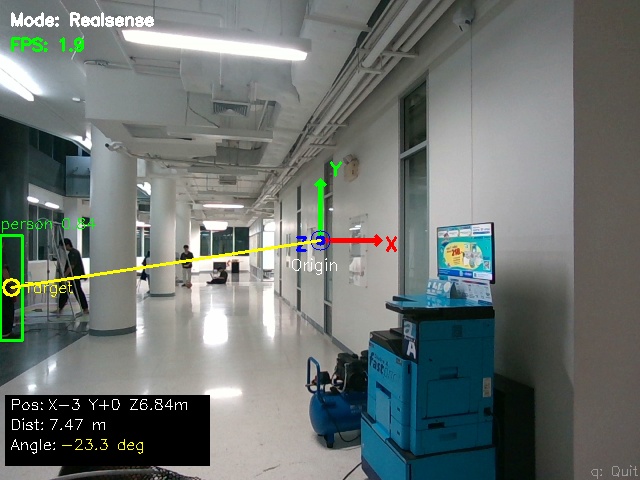 Mode: Realsense
FPS: 1.9
person 0.84
Y
Z
X
Origin
Target
Pos: X-3 Y+0 Z6.84m
Dist: 7.47 m
Angle: -23.3 deg
q: Quit